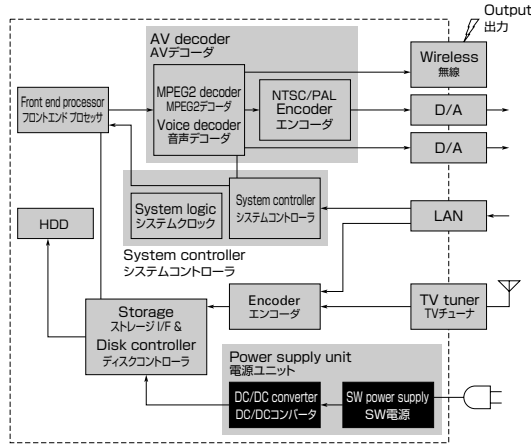 Output
出力
AV decoder
AVデコーダ
Wireless
無線
MPEG2 decoder
MPEG2デコーダ
Voice decoder
音声デコーダ
NTSC/PAL
Encoder
エンコーダ
Front end processor
フロントエンド プロセッサ
D/A
D/A
System logic
システムクロック
System controller
システムコントローラ
LAN
HDD
System controller
システムコントローラ
Encoder
エンコーダ
TV tuner
TVチューナ
Storage
ストレージ I/F &
Disk controller
ディスクコントローラ
Power supply unit
電源ユニット
DC/DC converter
DC/DCコンバータ
SW power supply
SW電源